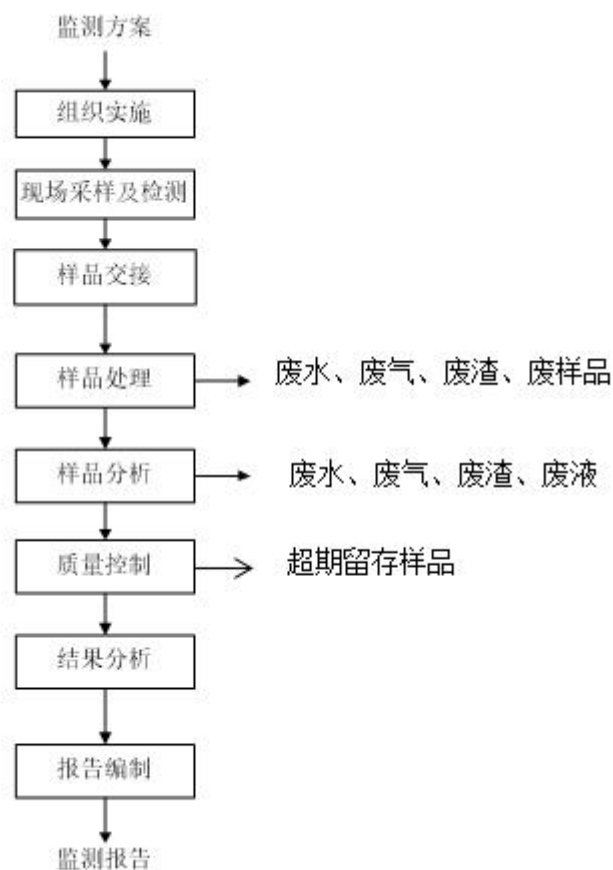 监测方案
组织实施
现场采样及检测
样品交接
样品处理
废水、废气、废渣、废样品
样品分析
废水、废气、废渣、废液
质量控制
超期留存样品
结果分析
报告编制
监测报告